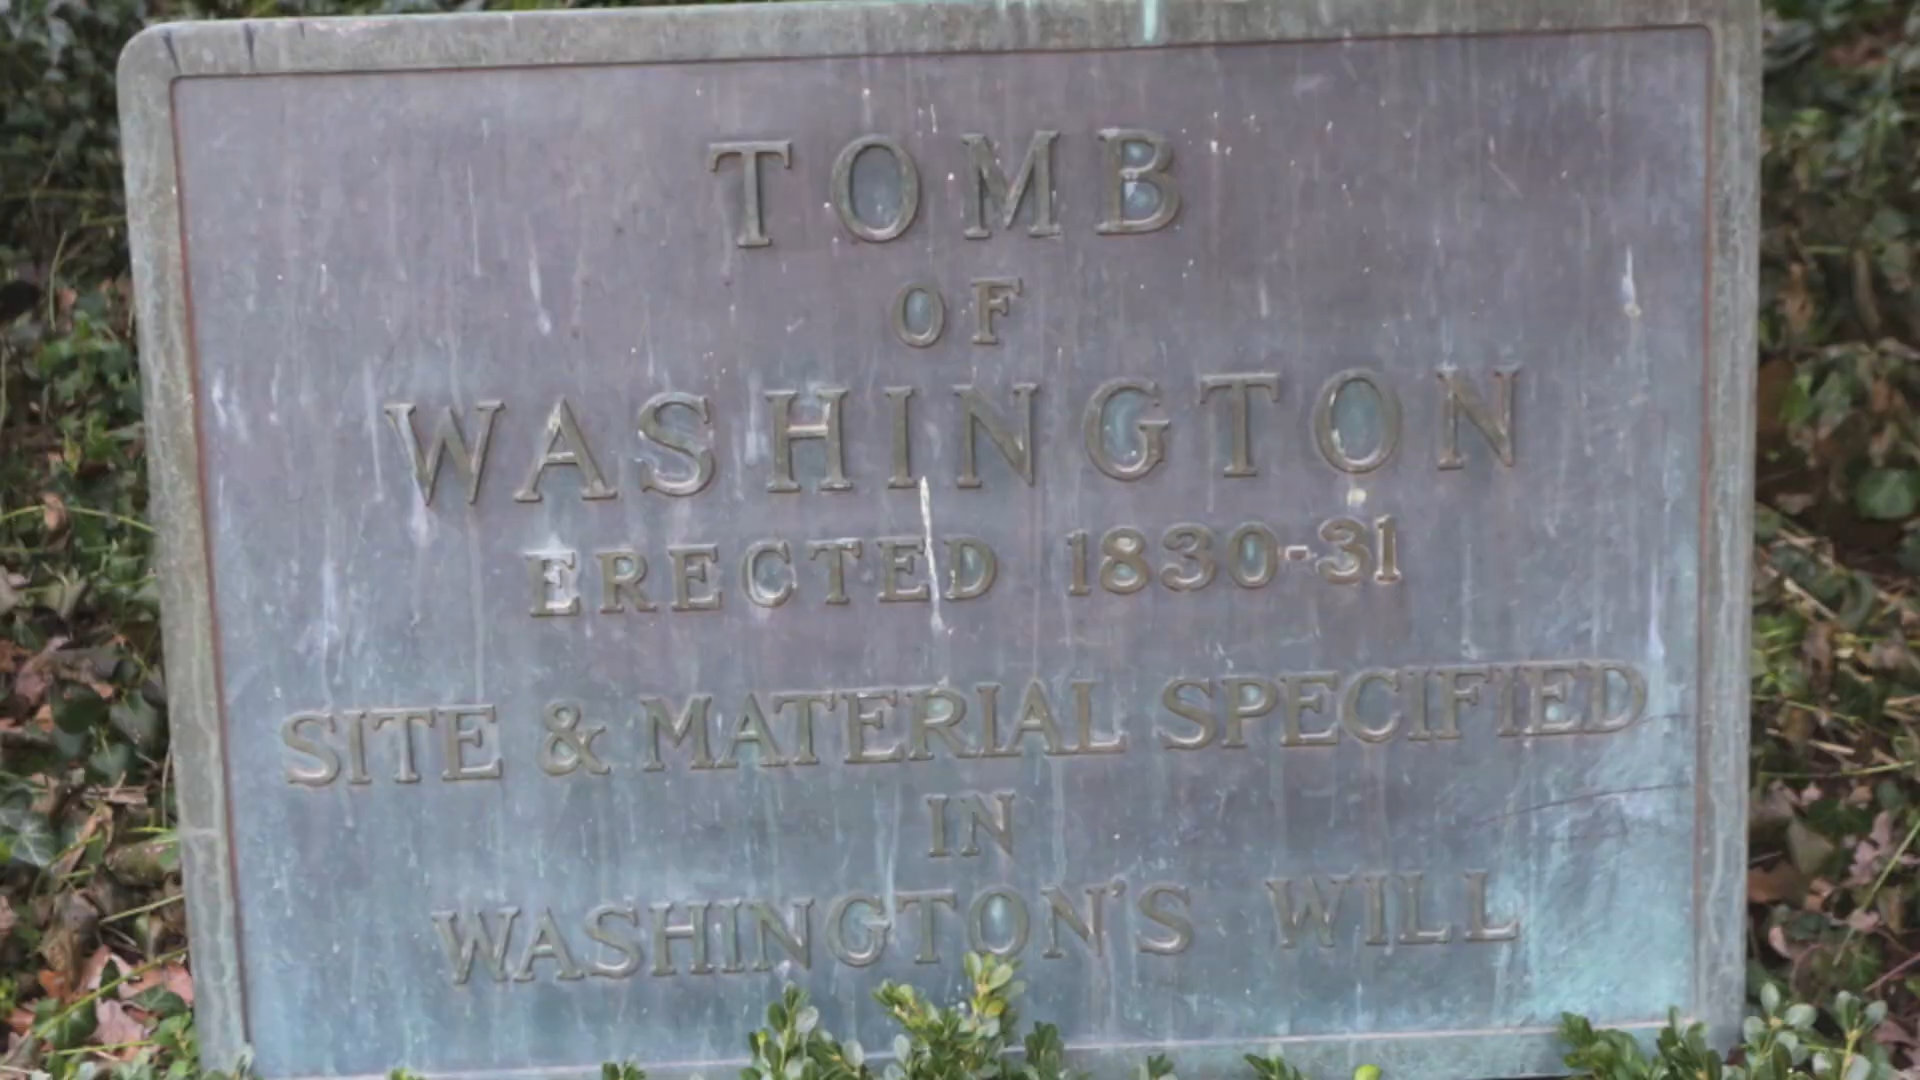 TOMB
OF
WASHINGTON
ERECTED 1830-31
SITE & MATERIAL SPECIFIED
IN
WASHINGTON'S WILL